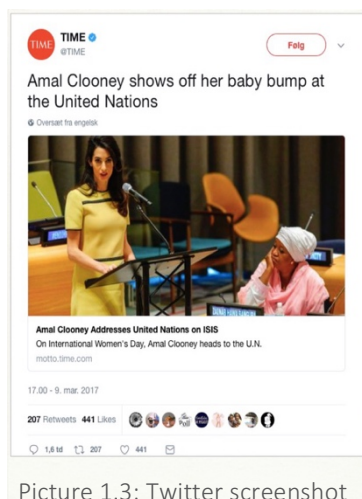 TIME
TIME
@TIME
Følg
Amal Clooney shows off her baby bump at
the United Nations
Oversæt fra engelsk
Amal Clooney Addresses United Nations on ISIS
On International Women's Day, Amal Clooney heads to the U.N.
motto.time.com
17.00 - 9. mar. 2017
207 Retweets 441 Likes
1,6 td 207 441
Picture 1.3: Twitter screenshot